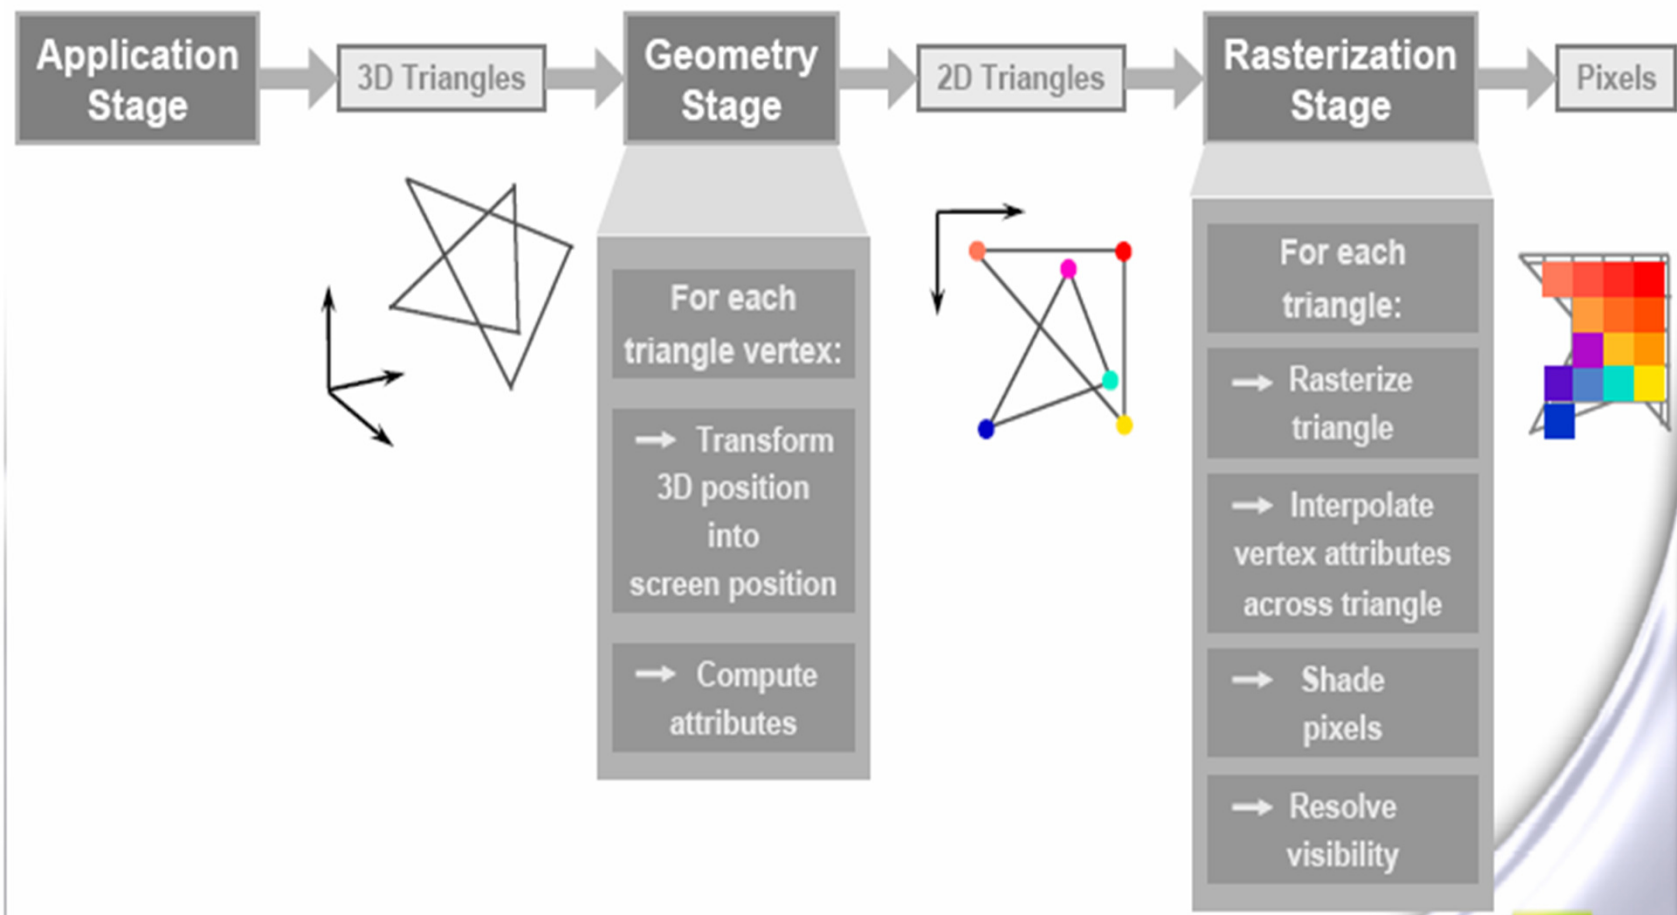 Application
Stage
3D Triangles
Geometry
Stage
2D Triangles
Rasterization
Stage
Pixels
For each
triangle vertex:
Transform
3D position
into
screen position
Compute
attributes
For each
triangle:
Rasterize
triangle
Interpolate
vertex attributes
across triangle
Shade
pixels
Resolve
visibility